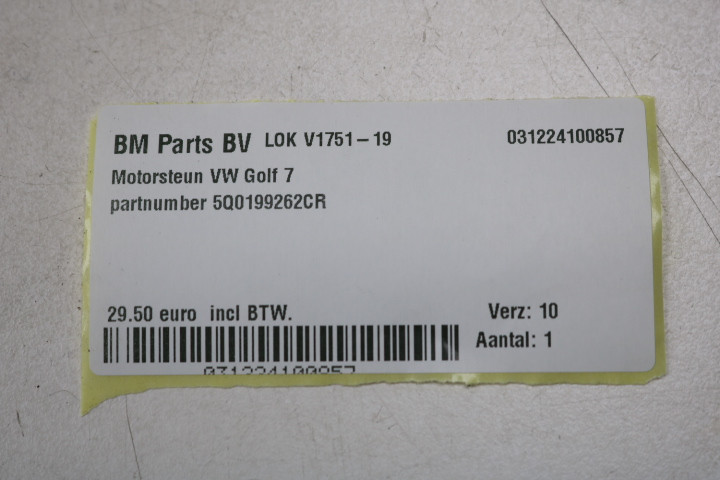 BM Parts BV LOK V1751-19 031224100857
Motorsteun VW Golf 7
partnumber 5Q0199262CR
29.50 euro incl BTW. Verz: 10
Aantal: 1
031224100857